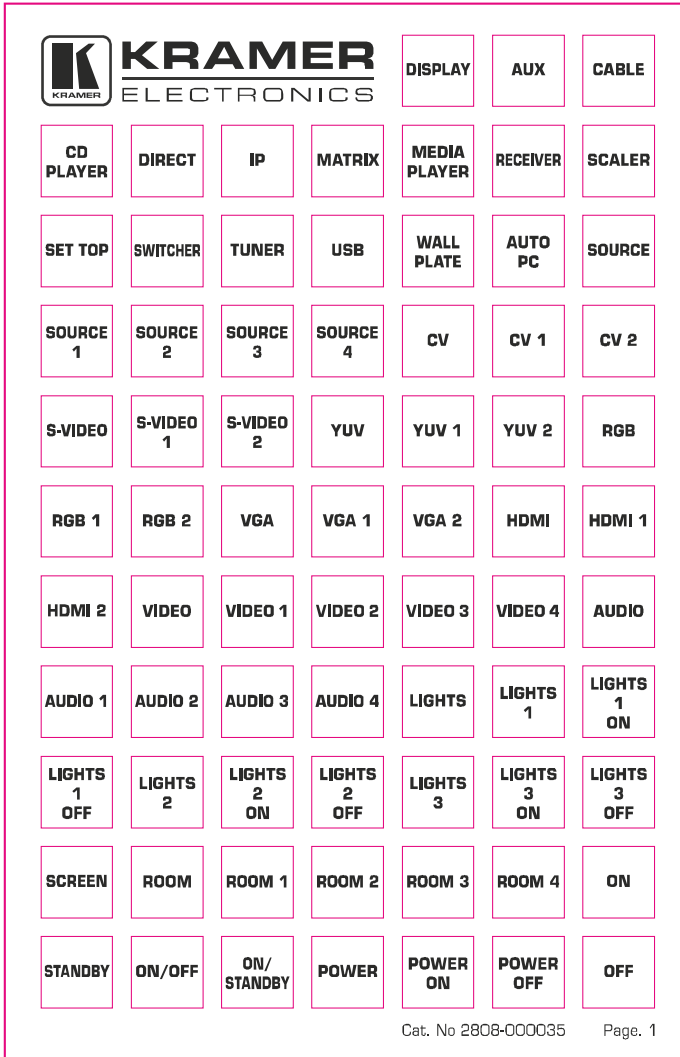 KRAMER
KRAMER
ELECTRONICS
DISPLAY
AUX
CABLE
CD
PLAYER
DIRECT
IP
MATRIX
MEDIA
PLAYER
RECEIVER
SCALER
SET TOP
SWITCHER
TUNER
USB
WALL
PLATE
AUTO
PC
SOURCE
SOURCE
1
SOURCE
2
SOURCE
3
SOURCE
4
CV
CV 1
CV 2
S-VIDEO
S-VIDEO
1
S-VIDEO
2
YUV
YUV 1
YUV 2
RGB
RGB 1
RGB 2
VGA
VGA 1
VGA 2
HDMI
HDMI 1
HDMI 2
VIDEO
VIDEO 1
VIDEO 2
VIDEO 3
VIDEO 4
AUDIO
AUDIO 1
AUDIO 2
AUDIO 3
AUDIO 4
LIGHTS
LIGHTS
1
LIGHTS
1
ON
LIGHTS
1
OFF
LIGHTS
2
LIGHTS
2
ON
LIGHTS
2
OFF
LIGHTS
3
LIGHTS
3
ON
LIGHTS
3
OFF
SCREEN
ROOM
ROOM 1
ROOM 2
ROOM 3
ROOM 4
ON
STANDBY
ON/OFF
ON/
STANDBY
POWER
POWER
ON
POWER
OFF
OFF
Cat. No 2808-000035 Page. 1